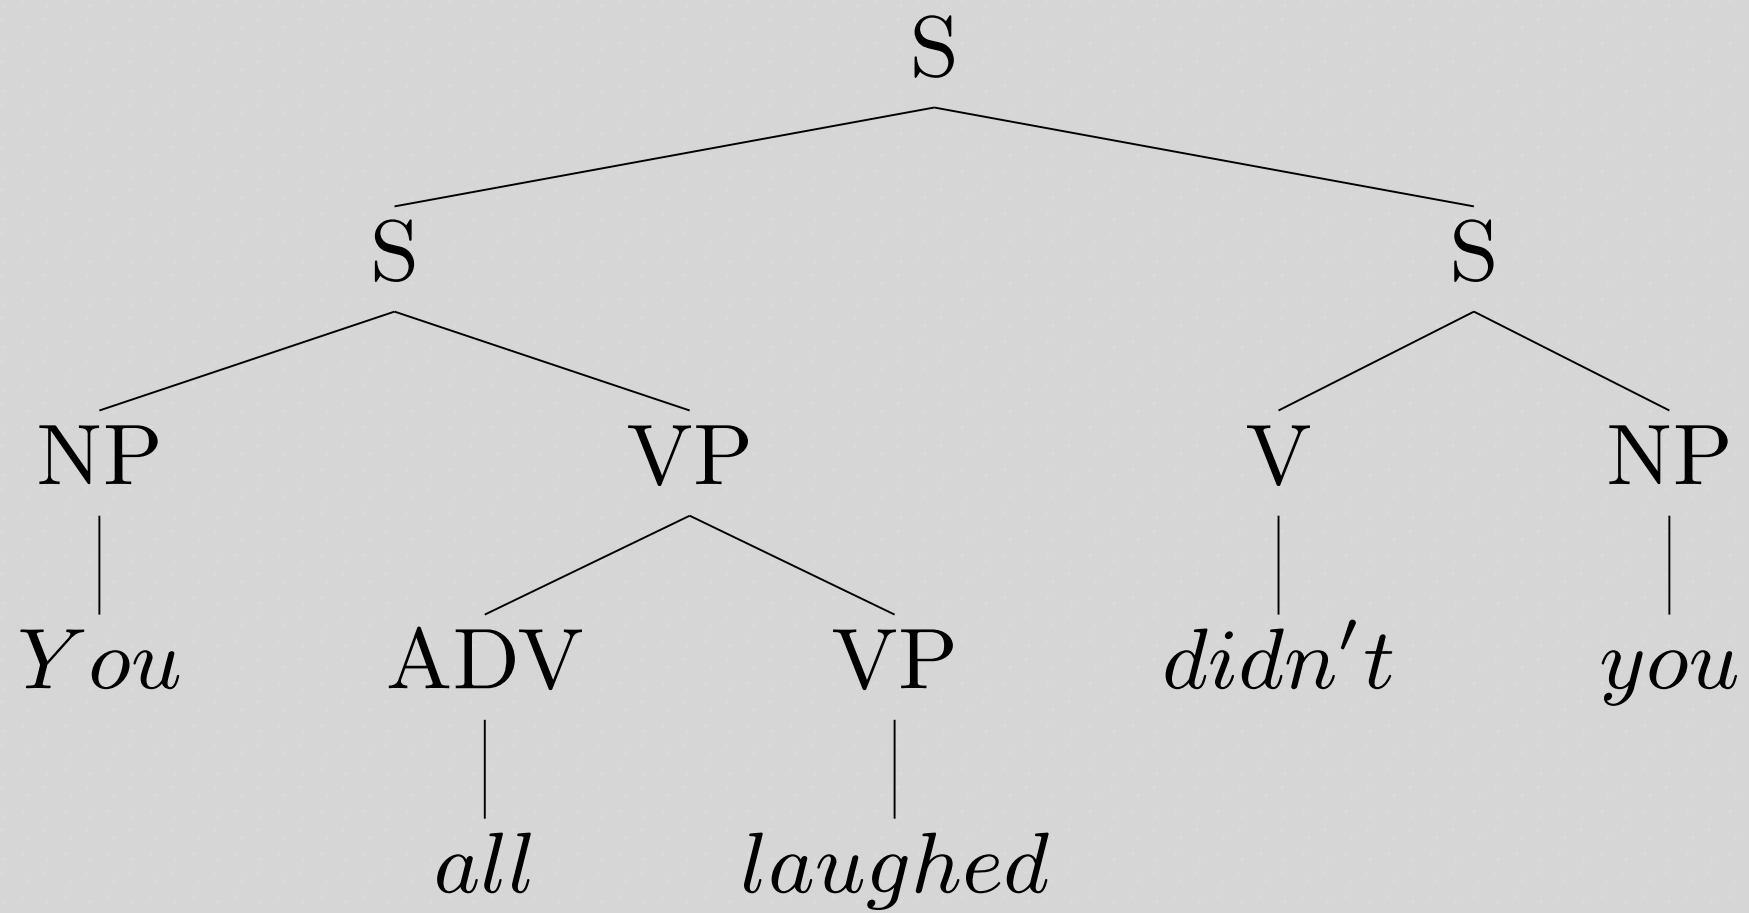 S
S S
NP VP V NP
You ADV VP didn't you
all laughed